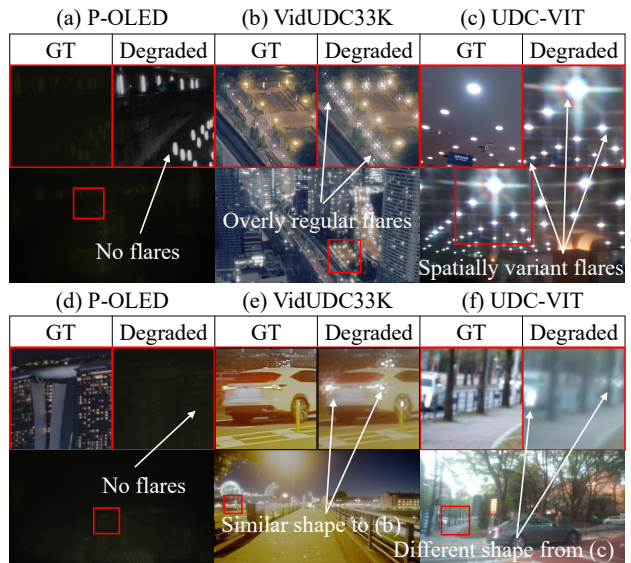 (a) P-OLED (b) VidUDC33K (c) UDC-VIT
GT Degraded GT Degraded GT Degraded
No flares
Overly regular flares
Spatially variant flares
(d) P-OLED (e) VidUDC33K (f) UDC-VIT
GT Degraded GT Degraded GT Degraded
No flares
Similar shape to (b)
Different shape from (c)